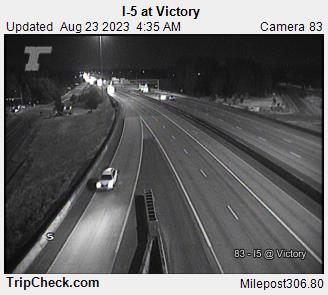 I-5 at Victory
Updated Aug 23 2023 4:35 AM Camera 83
T
S
83 - I5 @ Victory
TripCheck.com Milepost306.80